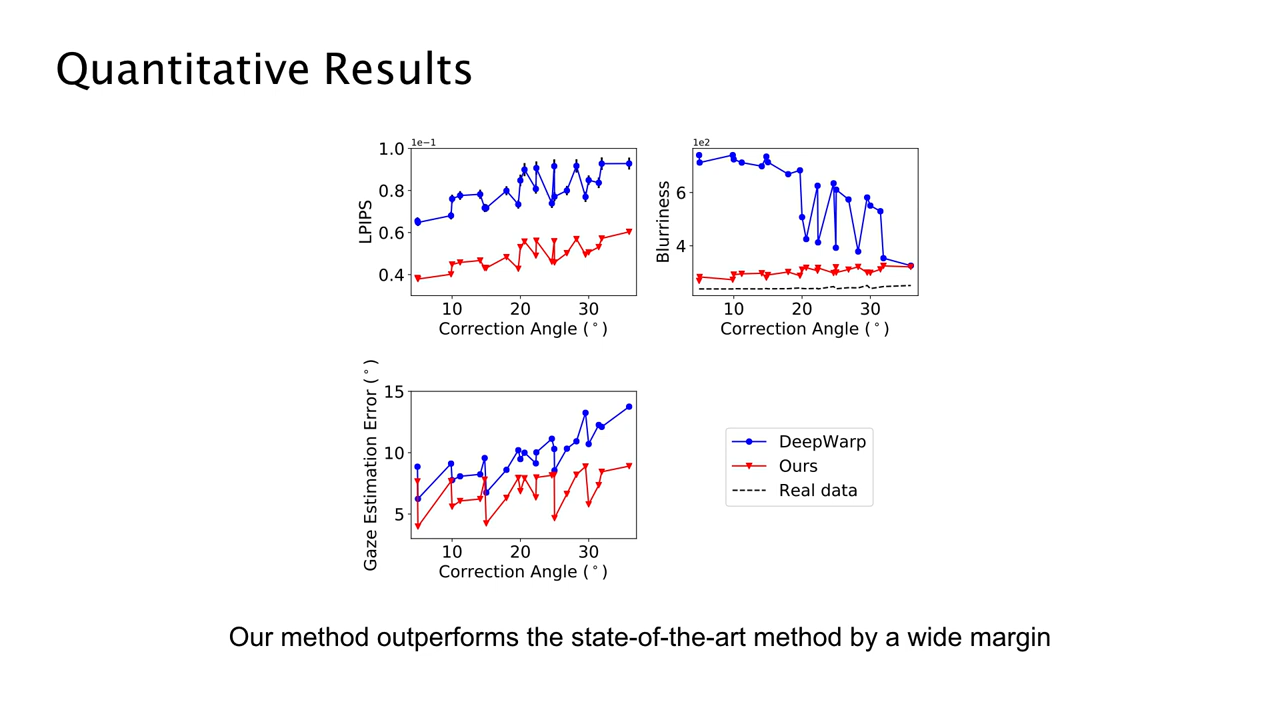 Quantitative Results
1e−1
1.0
0.8
0.6
0.4
LPIPS
10 20 30
Correction Angle (°)
1e2
6
4
Blurriness
10 20 30
Correction Angle (°)
15
10
5
Gaze Estimation Error (°)
10 20 30
Correction Angle (°)
DeepWarp
Ours
Real data
Our method outperforms the state-of-the-art method by a wide margin